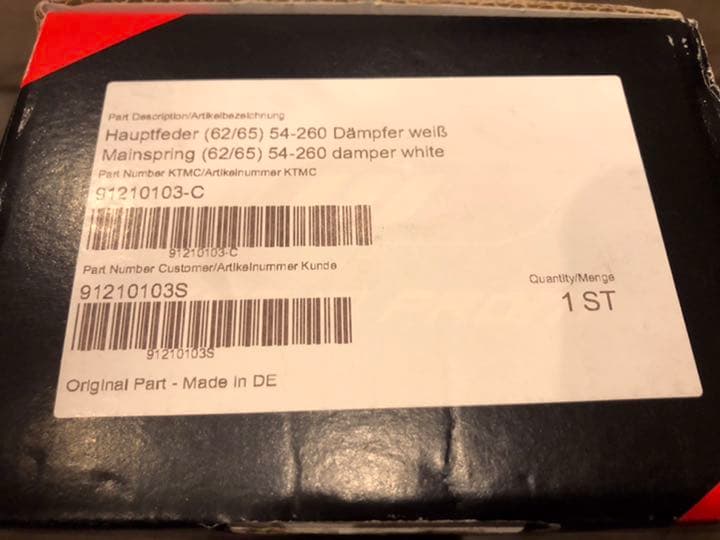 Part Description/Artikelbezeichnung
Hauptfeder (62/65) 54-260 Dämpfer weiß
Mainspring (62/65) 54-260 damper white
Part Number KTMC/Artikelnummer KTMC
91210103-C
91210103-C
Part Number Customer/Artikelnummer Kunde
91210103S
91210103S
Quantity/Menge
1 ST
Original Part - Made in DE